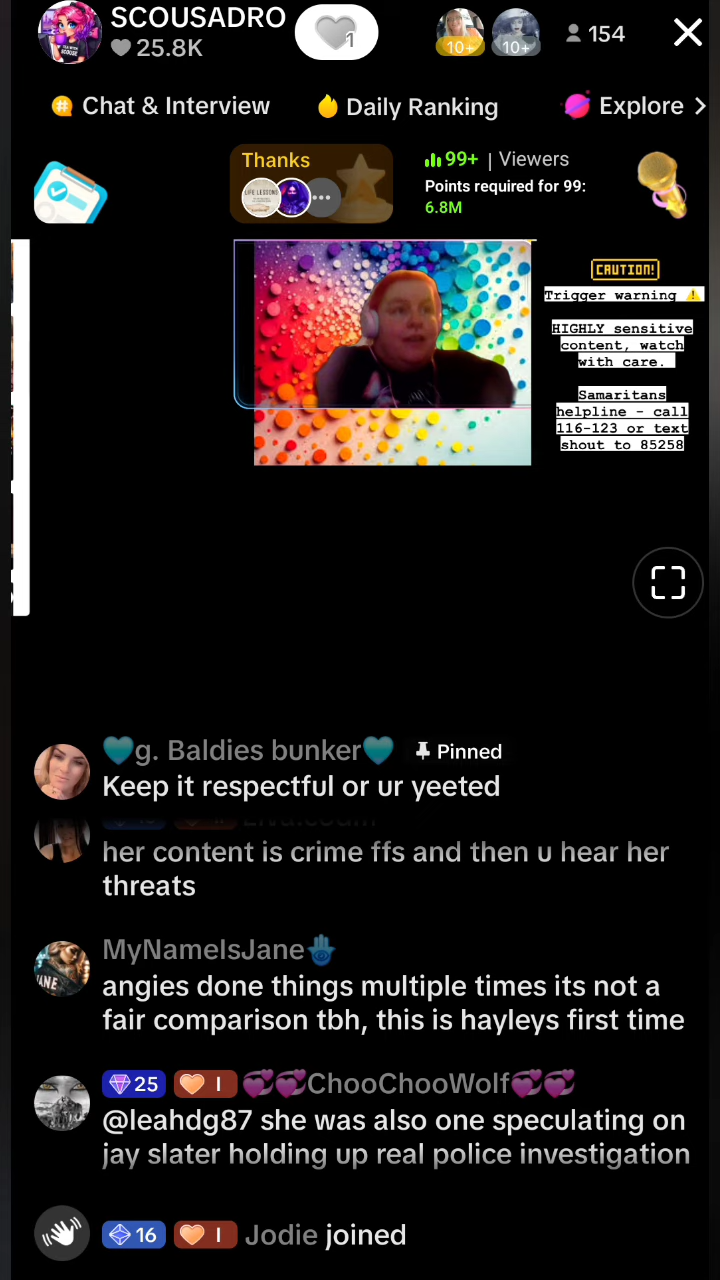 SCOUSADRO
25.8K
1
10+
10+
154
Chat & Interview
Daily Ranking
Explore >
Thanks
LIFE LESSONS
99+ | Viewers
Points required for 99:
6.8M
CAUTION!
Trigger warning ⚠️
HIGHLY sensitive
content, watch
with care.
Samaritans
helpline - call
116-123 or text
shout to 85258
🩵g. Baldies bunker🩵 Pinned
Keep it respectful or ur yeeted
her content is crime ffs and then u hear her
threats
MyNameIsJane🪬
angies done things multiple times its not a
fair comparison tbh, this is hayleys first time
25 I 💞💞ChooChooWolf💞💞
@leahdg87 she was also one speculating on
jay slater holding up real police investigation
16 I Jodie joined